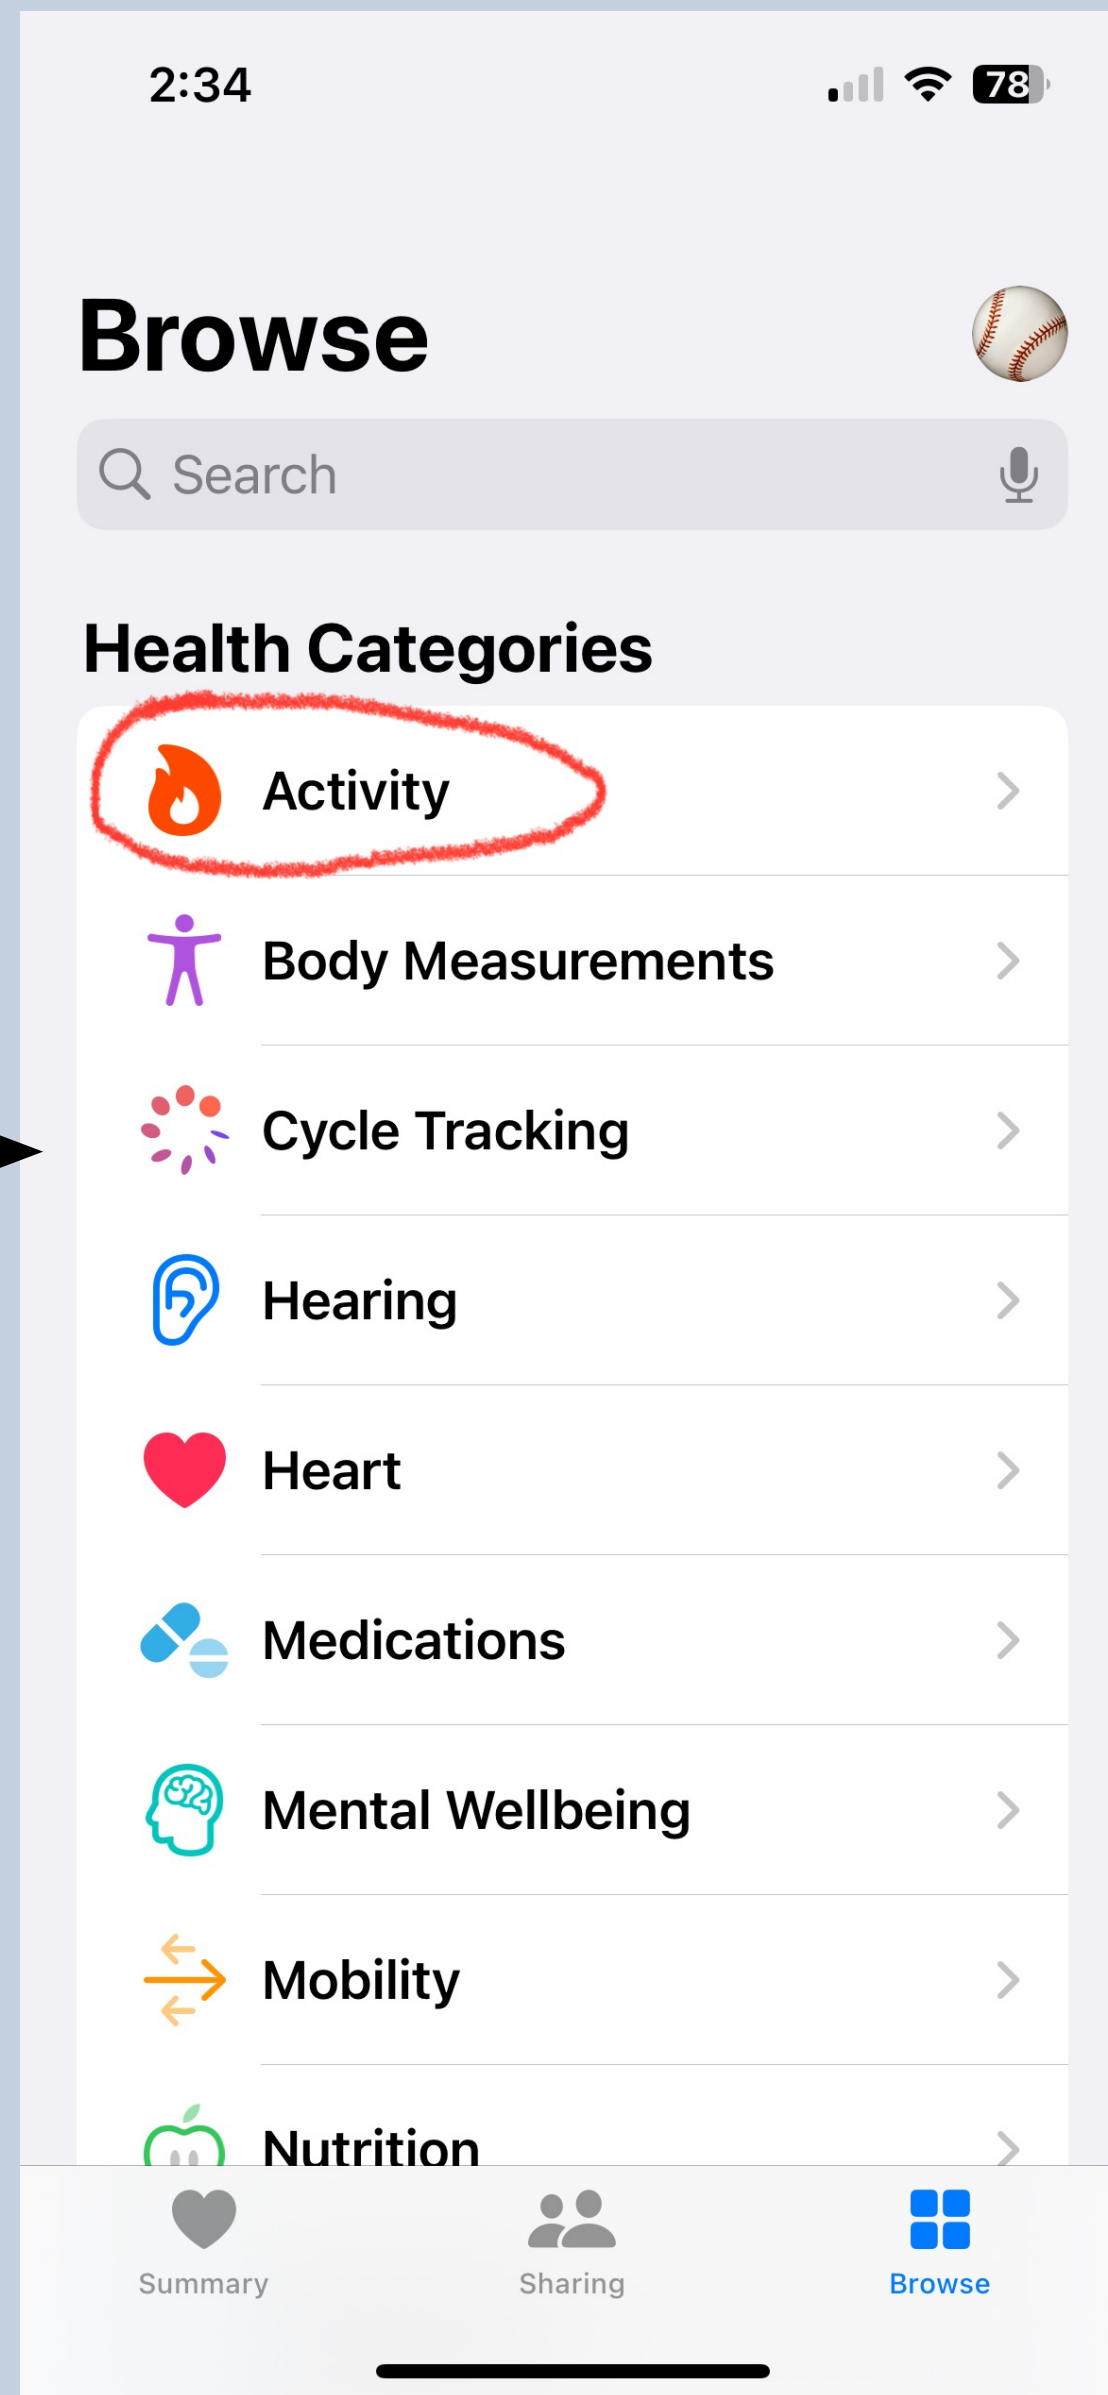 2:34
78
Browse
Search
Health Categories
Activity
Body Measurements
Cycle Tracking
Hearing
Heart
Medications
Mental Wellbeing
Mobility
Nutrition
Summary
Sharing
Browse